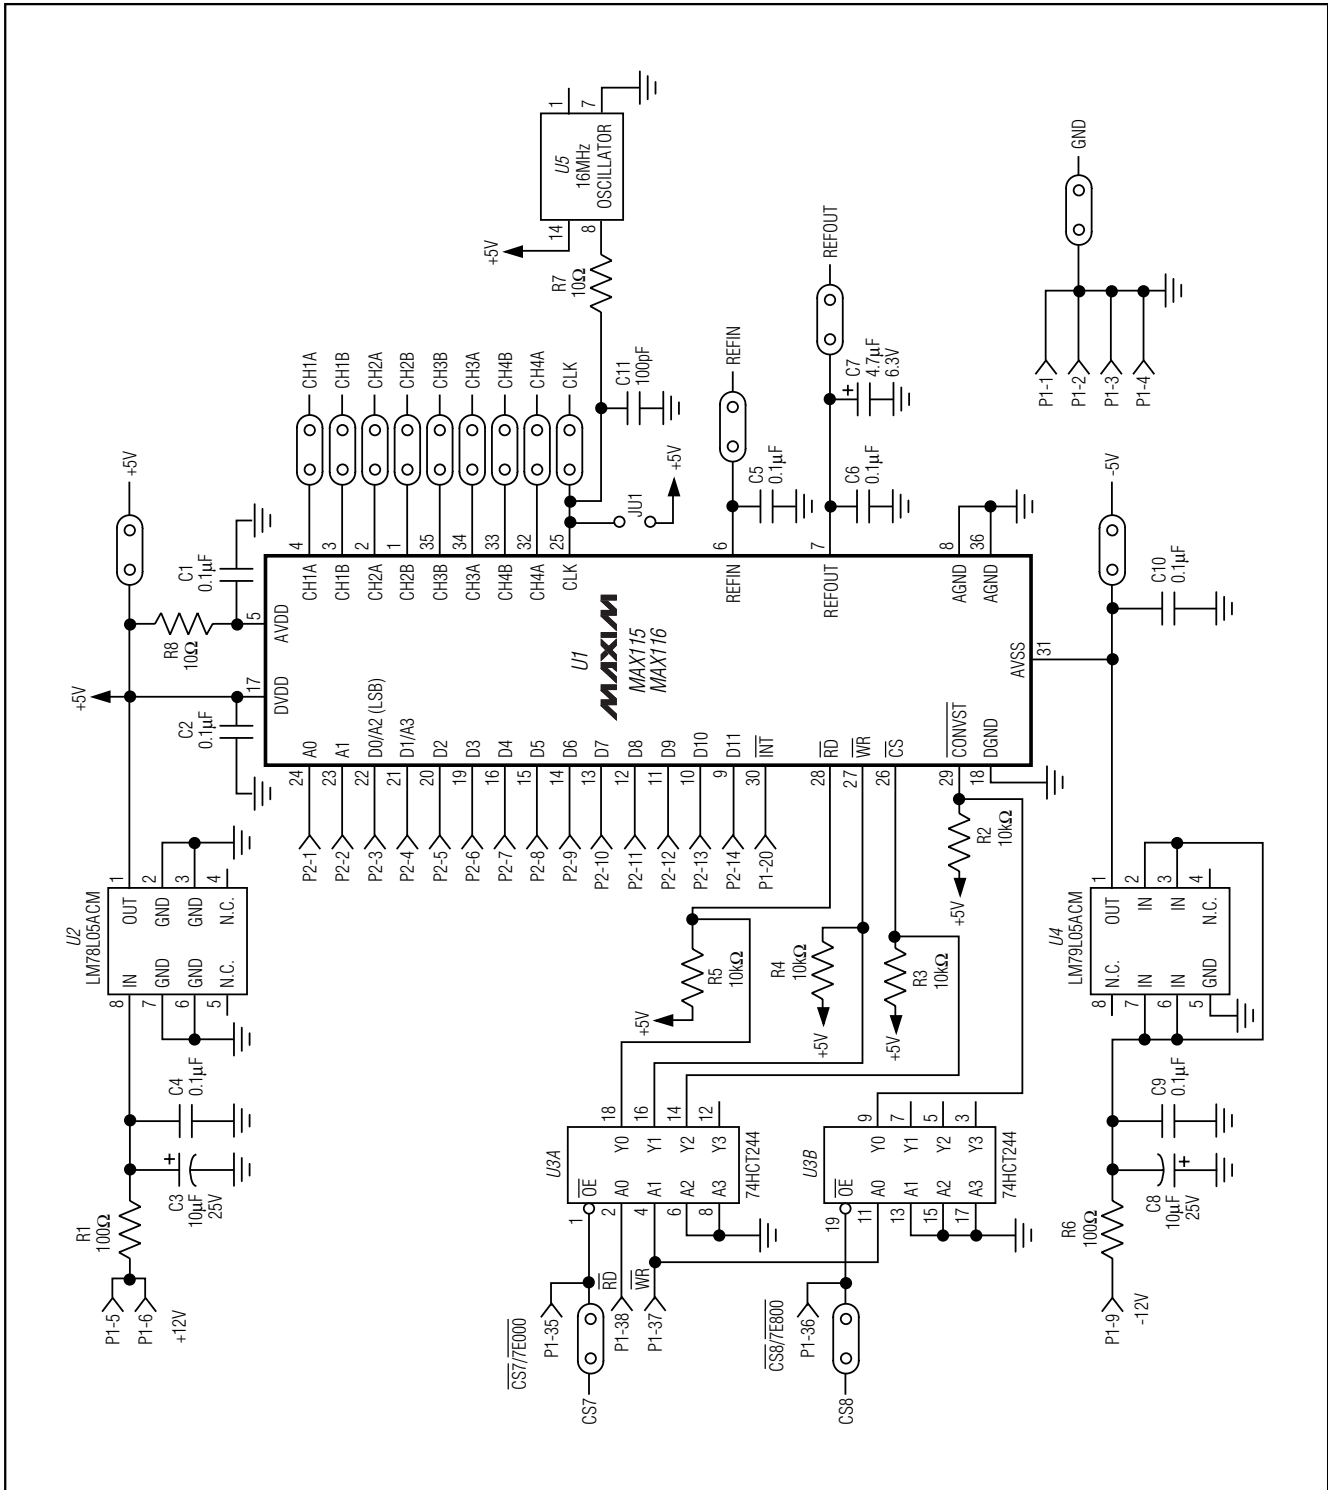 P1-5
P1-6
+12V
R1
100Ω
C3
10µF
25V
C4
0.1µF
U2
LM78L05ACM
8 IN OUT 1
7 GND GND 2
6 GND GND 3
5 N.C. N.C. 4
+5V
+5V
C2
0.1µF
R8
10Ω
C1
0.1µF
17
DVDD
5
AVDD
P2-1 24 A0
P2-2 23 A1
P2-3 22 D0/A2 (LSB)
P2-4 21 D1/A3
P2-5 20 D2
P2-6 19 D3
P2-7 16 D4
P2-8 15 D5
P2-9 14 D6
P2-10 13 D7
P2-11 12 D8
P2-12 11 D9
P2-13 10 D10
P2-14 9 D11
P1-20 30 INT
28 RD
27 WR
26 CS
29 CONVST
18 DGND
U1
MAXIM
MAX115
MAX116
CH1A 4 CH1A
CH1B 3 CH1B
CH2A 2 CH2A
CH2B 1 CH2B
CH3B 35 CH3B
CH3A 34 CH3A
CH4B 33 CH4B
CH4A 32 CH4A
CLK 25 CLK
JU1
+5V
C11
100pF
R7
10Ω
+5V
14 1
8 7
U5
16MHz
OSCILLATOR
REFIN 6 REFIN
C5
0.1µF
REFOUT 7 REFOUT
C6
0.1µF
C7
4.7µF
6.3V
AGND 8
AGND 36
AVSS
31
P1-1
P1-2
P1-3
P1-4
GND
CS7
CS7/7E000
P1-35
RD
P1-38
WR
P1-37
U3A
1 OE
2 A0 Y0 18
4 A1 Y1 16
6 A2 Y2 14
8 A3 Y3 12
74HCT244
+5V
R5
10kΩ
R4
10kΩ
+5V
R3
10kΩ
+5V
R2
10kΩ
+5V
CS8
CS8/7E800
P1-36
U3B
19 OE
11 A0 Y0 9
13 A1 Y1 7
15 A2 Y2 5
17 A3 Y3 3
74HCT244
P1-9
-12V
R6
100Ω
C8
10µF
25V
C9
0.1µF
U4
LM79L05ACM
8 N.C. OUT 1
7 IN IN 2
6 IN IN 3
5 GND N.C. 4
C10
0.1µF
-5V